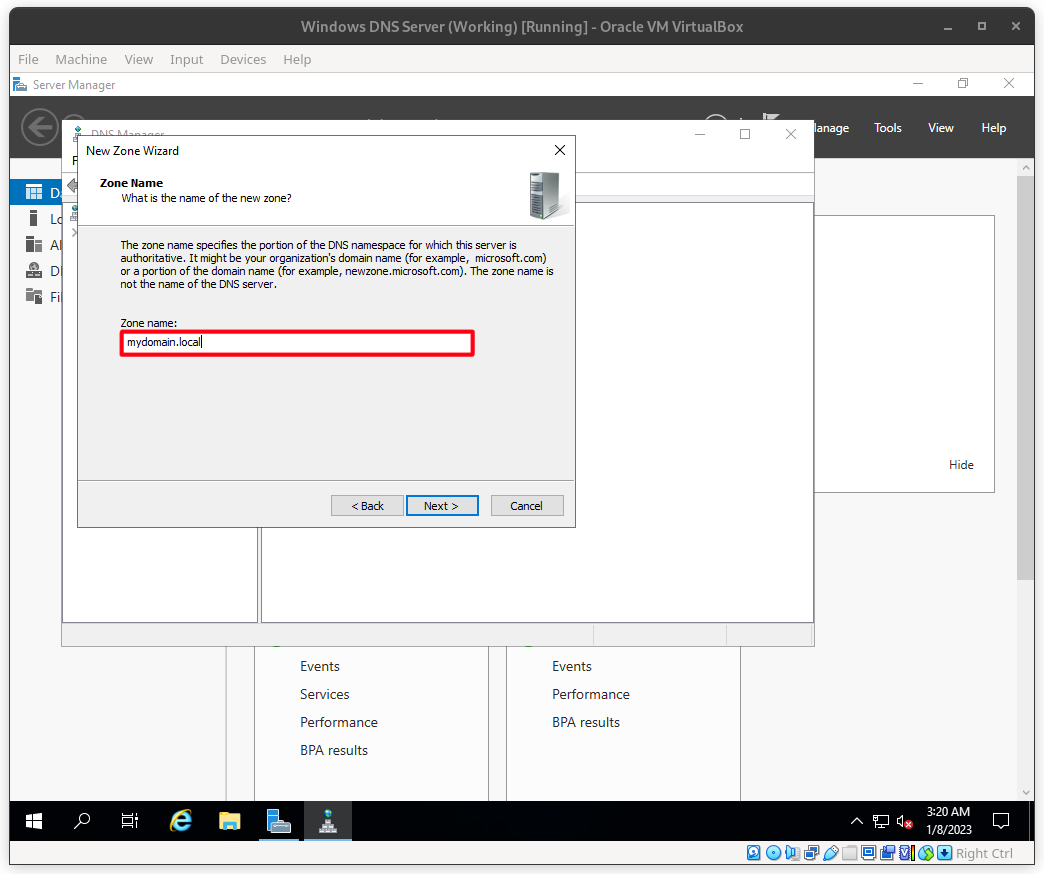 Windows DNS Server (Working) [Running] - Oracle VM VirtualBox
File Machine View Input Devices Help
Server Manager
DNS Manager
Tools View Help
New Zone Wizard
Zone Name
What is the name of the new zone?
The zone name specifies the portion of the DNS namespace for which this server is
authoritative. It might be your organization's domain name (for example, microsoft.com)
or a portion of the domain name (for example, newzone.microsoft.com). The zone name is
not the name of the DNS server.
Zone name:
mydomain.local
< Back Next > Cancel
Hide
Events
Services
Performance
BPA results
Events
Performance
BPA results
3:20 AM
1/8/2023
Right Ctrl